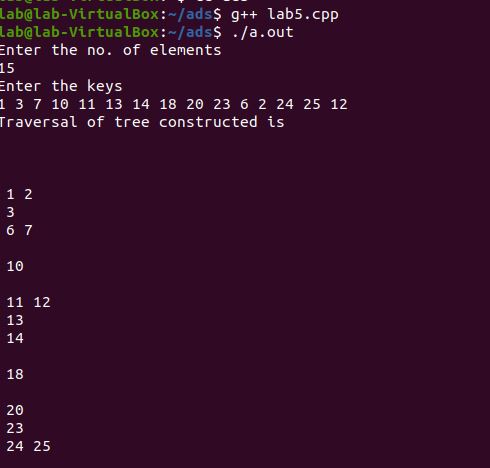 lab@lab-VirtualBox:~/ads$ g++ lab5.cpp
lab@lab-VirtualBox:~/ads$ ./a.out
Enter the no. of elements
15
Enter the keys
1 3 7 10 11 13 14 18 20 23 6 2 24 25 12
Traversal of tree constructed is
1 2
3
6 7
10
11 12
13
14
18
20
23
24 25